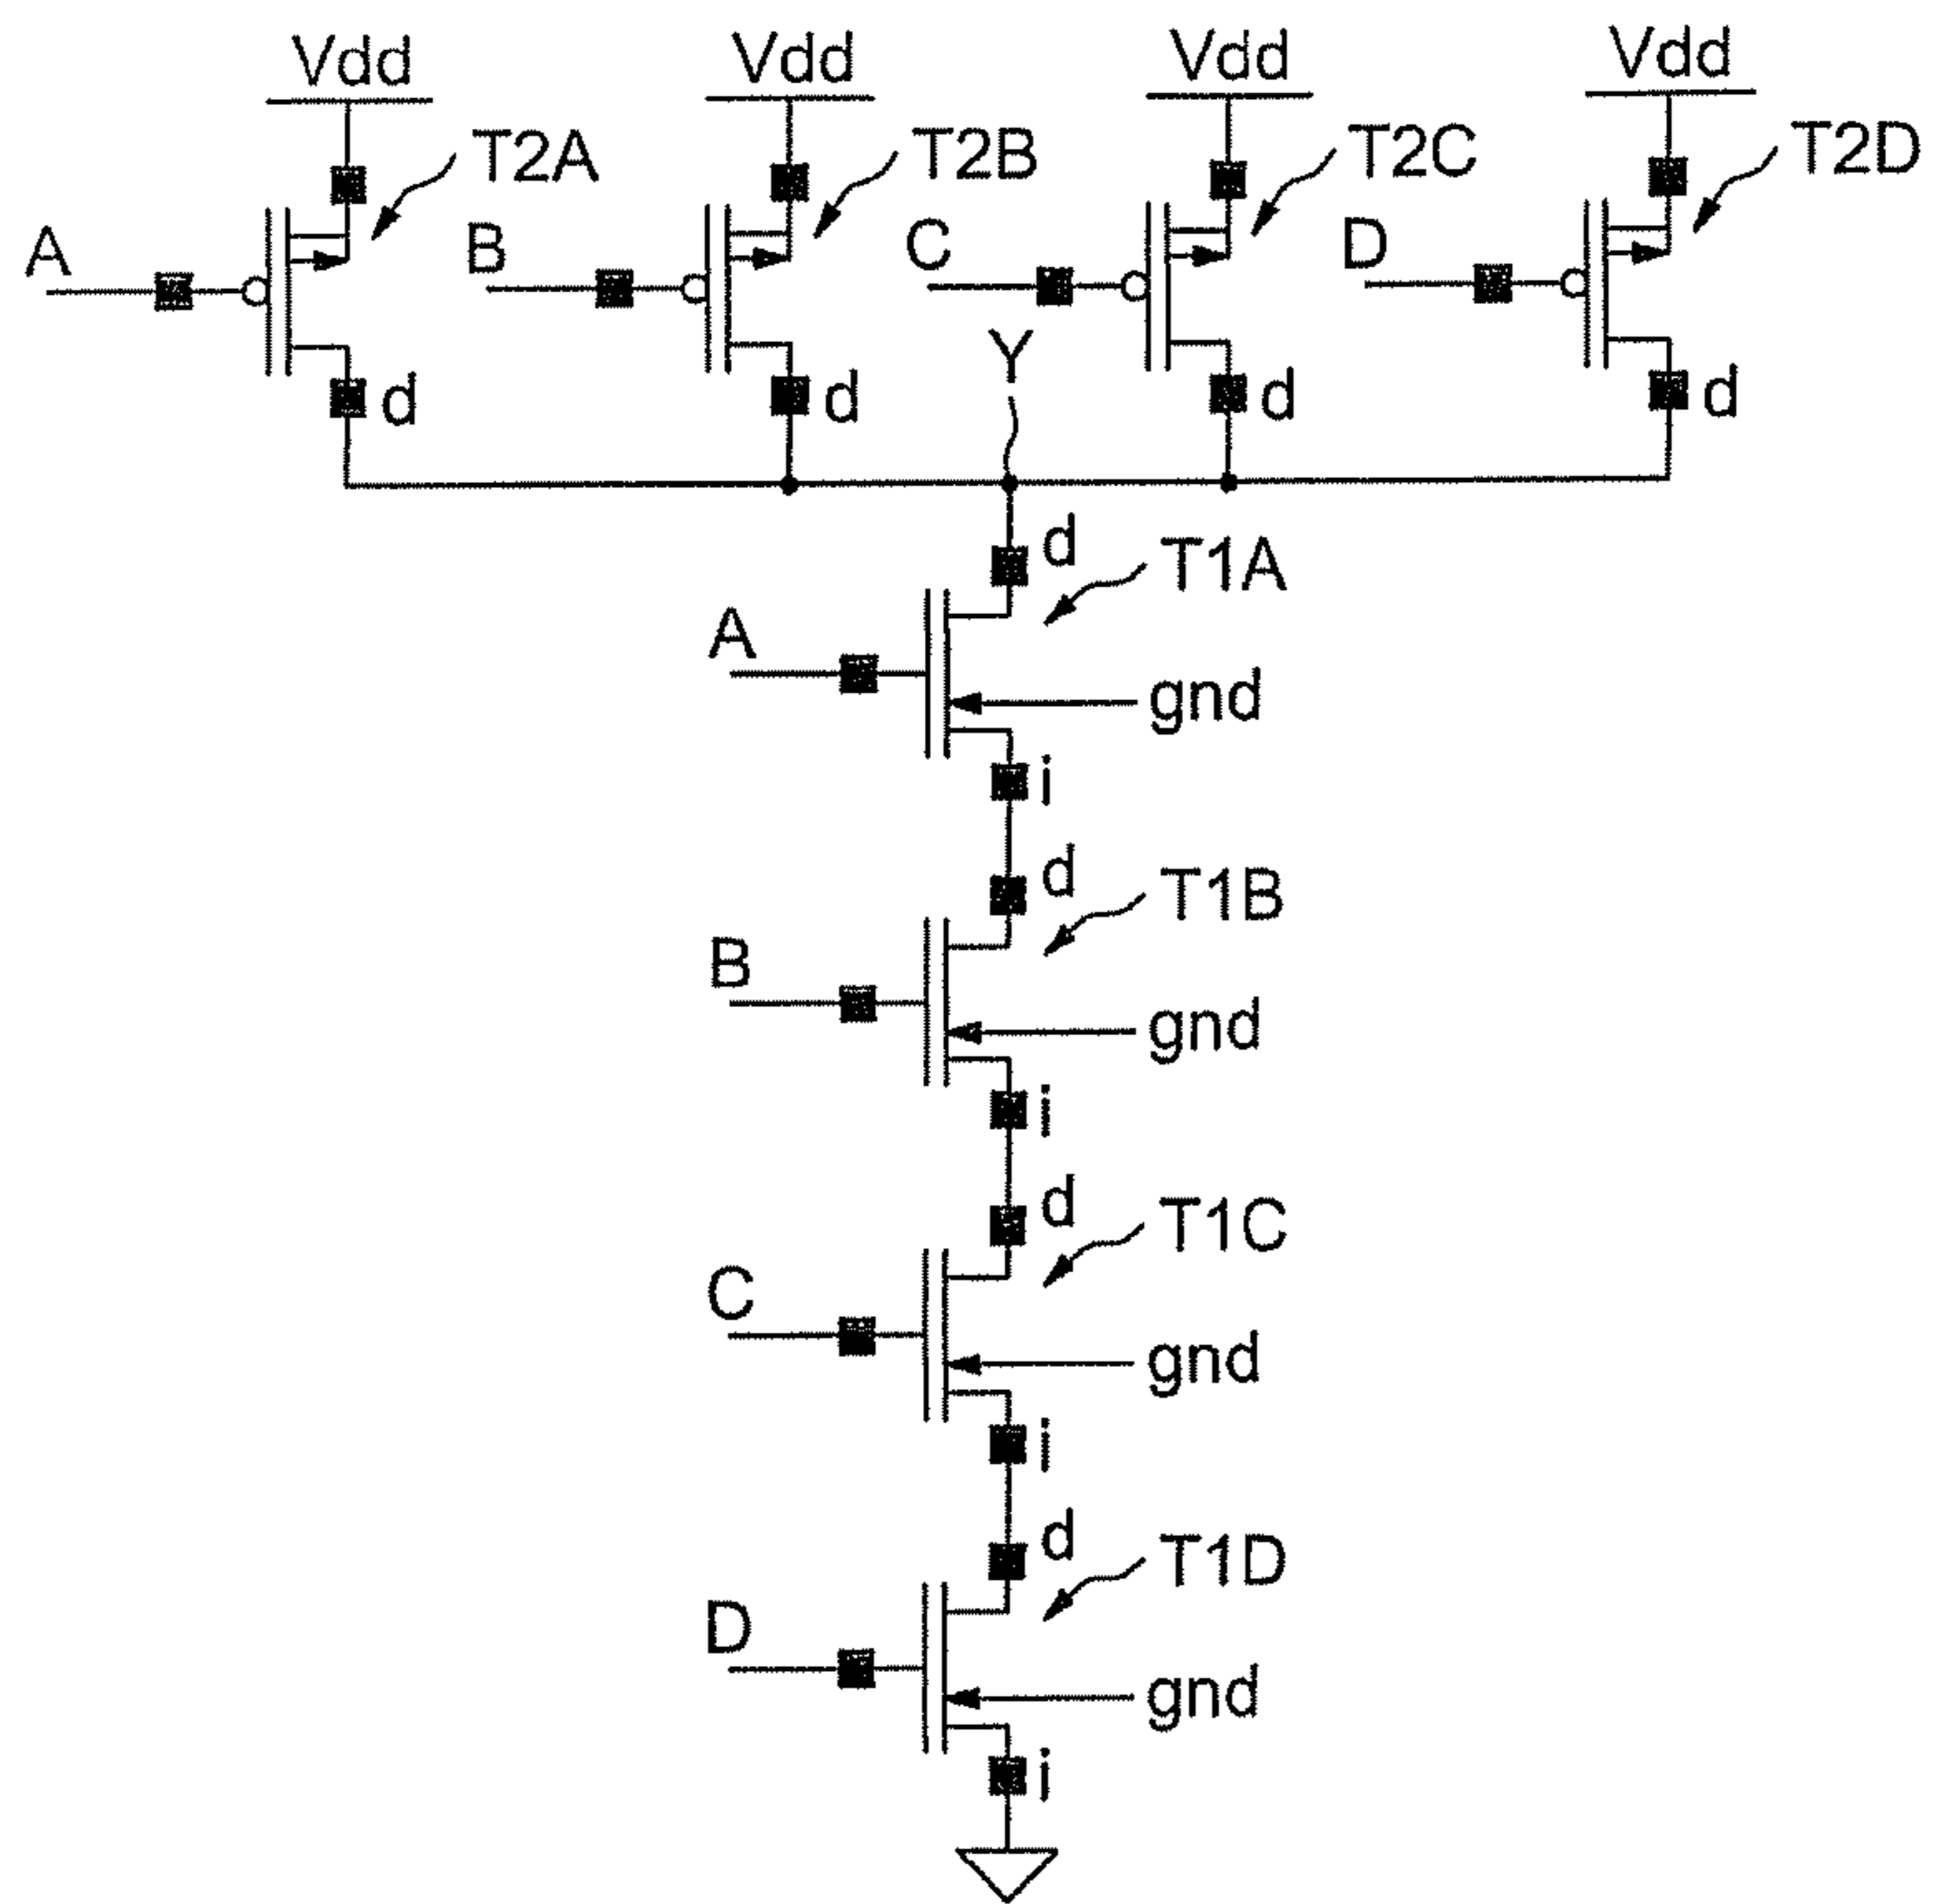 Vdd Vdd Vdd Vdd
T2A T2B T2C T2D
A B C D
Y
d d d d
d
T1A
A
gnd
i
d
T1B
B
gnd
i
d
T1C
C
gnd
i
d
T1D
D
gnd
i